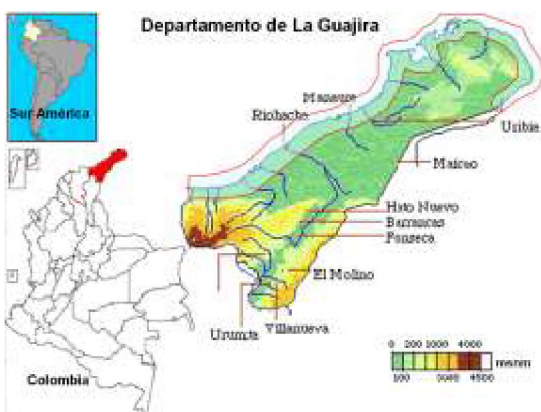 Departamento de La Guajira
Sur América
Manaure
Riohacha
Uribia
Maicao
Hato Nuevo
Barrancas
Fonseca
El Molino
Urumita
Villanueva
Colombia
0 200 1000 4000
100 3000 4500
msnm